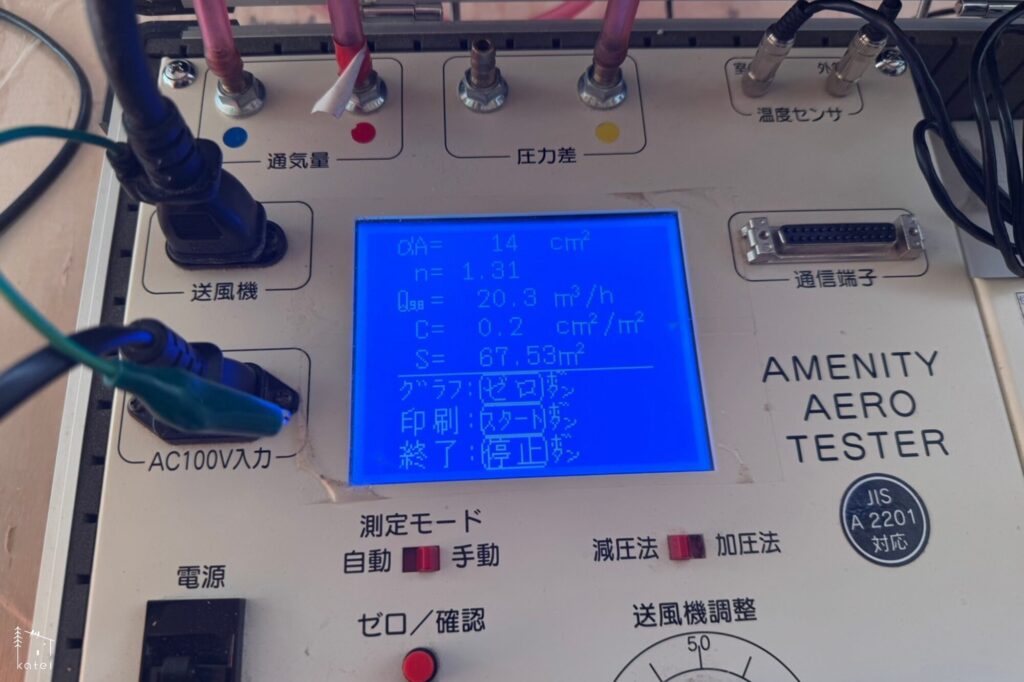 室
外
通気量
圧力差
温度センサ
送風機
通信端子
AC100V入力
αA= 14 cm²
n= 1.31
Q9.8= 20.3 m³/h
C= 0.2 cm²/m²
S= 67.53m²
グラフ:ゼロボタン
印刷:スタートボタン
終了:停止ボタン
AMENITY
AERO
TESTER
JIS
A 2201
対応
測定モード
自動
手動
減圧法
加圧法
電源
ゼロ/確認
送風機調整
50
katei